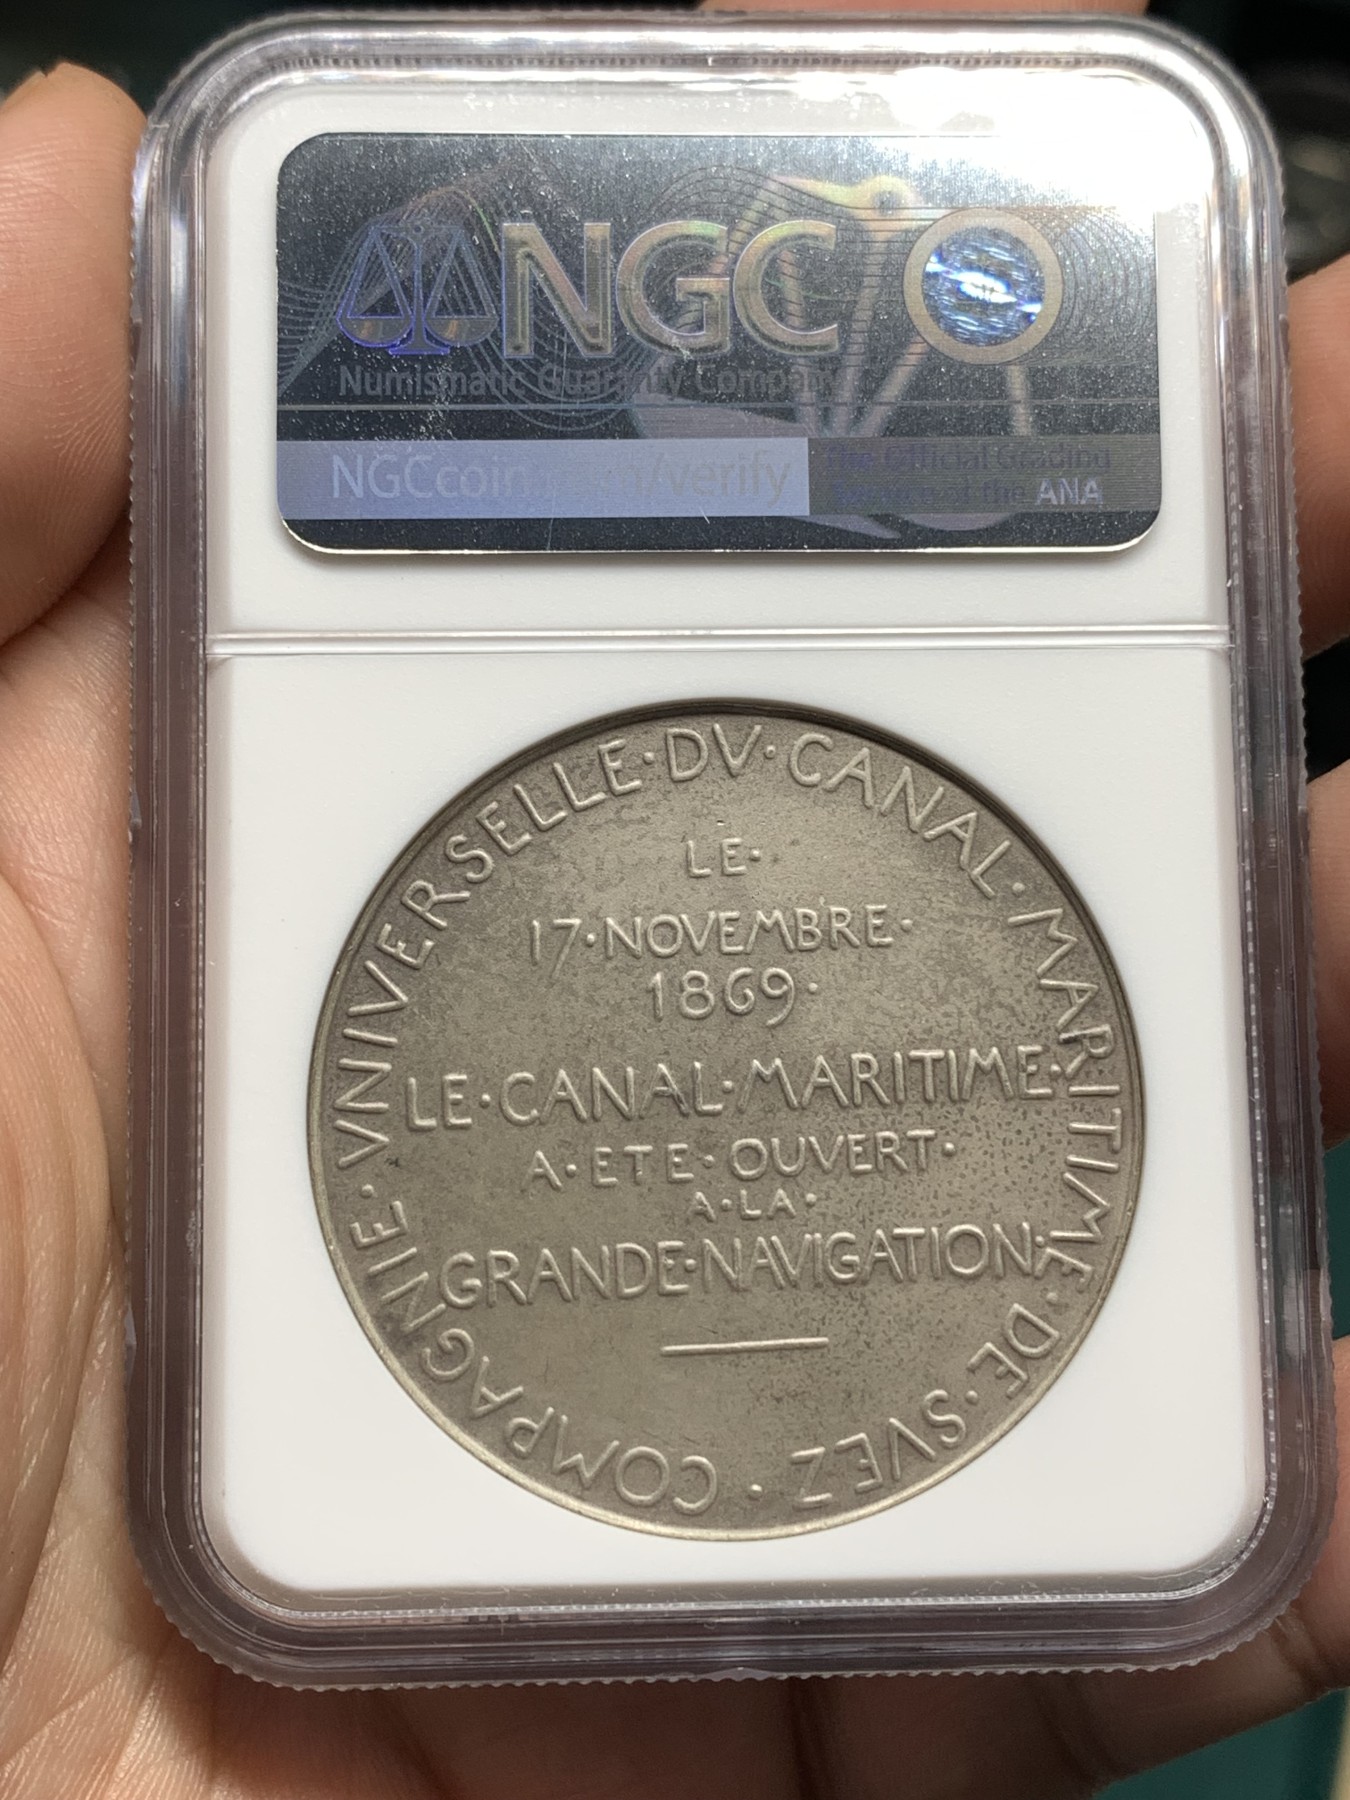 NGC
Numismatic Guaranty Company
NGCcoin.com/verify
The Official Grading
Service of the ANA
COMPAGNIE · VNIVERSELLE · DV · CANAL · MARITIME · DE · SVEZ ·
LE·
17·NOVEMBRE·
1869·
LE·CANAL·MARITIME·
A·ETE·OUVERT·
A·LA·
GRANDE·NAVIGATION·